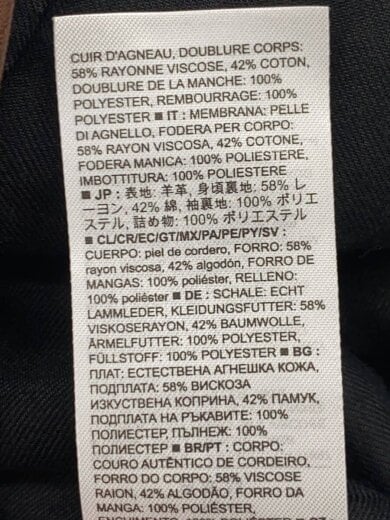 CUIR D'AGNEAU, DOUBLURE CORPS:
58% RAYONNE VISCOSE, 42% COTON,
DOUBLURE DE LA MANCHE: 100%
POLYESTER, REMBOURRAGE: 100%
POLYESTER ■ IT : MEMBRANA: PELLE
DI AGNELLO, FODERA PER CORPO:
58% RAYON VISCOSA, 42% COTONE,
FODERA MANICA: 100% POLIESTERE,
IMBOTTITURA: 100% POLIESTERE
■ JP : 表地: 羊革, 身頃裏地: 58% レ
ーヨン, 42% 綿, 袖裏地: 100% ポリエ
ステル, 詰め物: 100% ポリエステル
■ CL/CR/EC/GT/MX/PA/PE/PY/SV :
CUERPO: piel de cordero, FORRO: 58%
rayon viscosa, 42% algodón, FORRO DE
MANGAS: 100% poliéster, RELLENO:
100% poliéster ■ DE : SCHALE: ECHT
LAMMLEDER, KLEIDUNGSFUTTER: 58%
VISKOSERAYON, 42% BAUMWOLLE,
ÄRMELFUTTER: 100% POLYESTER,
FÜLLSTOFF: 100% POLYESTER ■ BG :
ПЛАТ: ЕСТЕСТВЕНА АГНЕШКА КОЖА,
ПОДПЛАТА: 58% ВИСКОЗА
ИЗКУСТВЕНА КОПРИНА, 42% ПАМУК,
ПОДПЛАТА НА РЪКАВИТЕ: 100%
ПОЛИЕСТЕР, ПЪЛНЕЖ: 100%
ПОЛИЕСТЕР ■ BR/PT : CORPO:
COURO AUTÊNTICO DE CORDEIRO,
FORRO DO CORPO: 58% VISCOSE
RAION, 42% ALGODÃO, FORRO DA
MANGA: 100% POLIÉSTER,